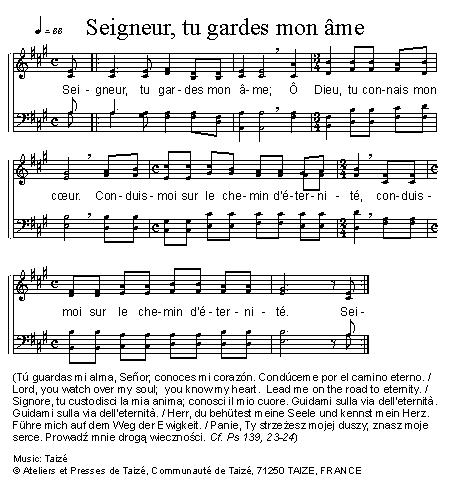 Seigneur, tu gardes mon âme
♩ = 66
Sei - gneur, tu gar- des mon â-me; Ô Dieu, tu con-nais mon
cœur. Con-duis-moi sur le che-min d'é-ter-ni - té, con-duis-
moi sur le che-min d'é-ter-ni-té. Sei-
(Tú guardas mi alma, Señor; conoces mi corazón. Condúceme por el camino eterno. /
Lord, you watch over my soul; you know my heart. Lead me on the road to eternity. /
Signore, tu custodisci la mia anima; conosci il mio cuore. Guidami sulla via dell'eternità.
Guidami sulla via dell'eternità. / Herr, du behütest meine Seele und kennst mein Herz.
Führe mich auf dem Weg der Ewigkeit. / Panie, Ty strzeżesz mojej duszy, znasz moje
serce. Prowadź mnie drogą wieczności. Cf. Ps 139, 23-24)
Music: Taizé
© Ateliers et Presses de Taizé, Communauté de Taizé, 71250 TAIZE, FRANCE